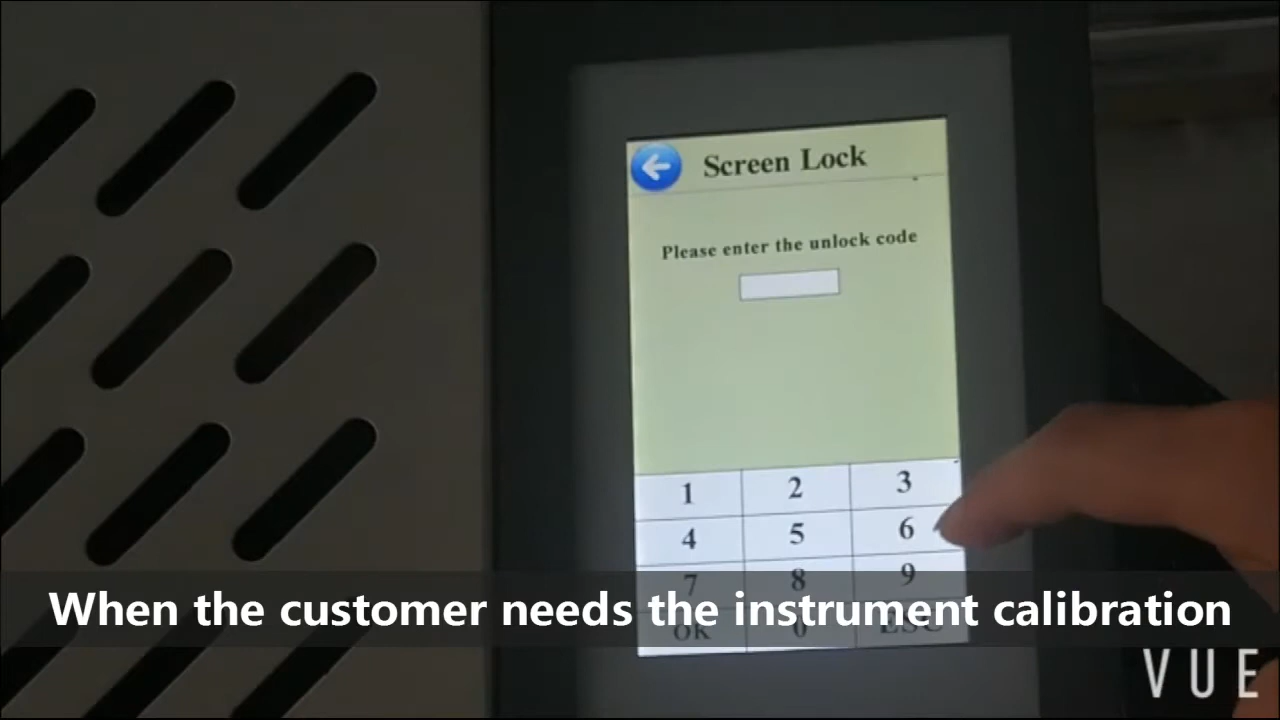 Screen Lock
Please enter the unlock code
1 2 3
4 5 6
7 8 9
OK 0 ESC
When the customer needs the instrument calibration
VUE